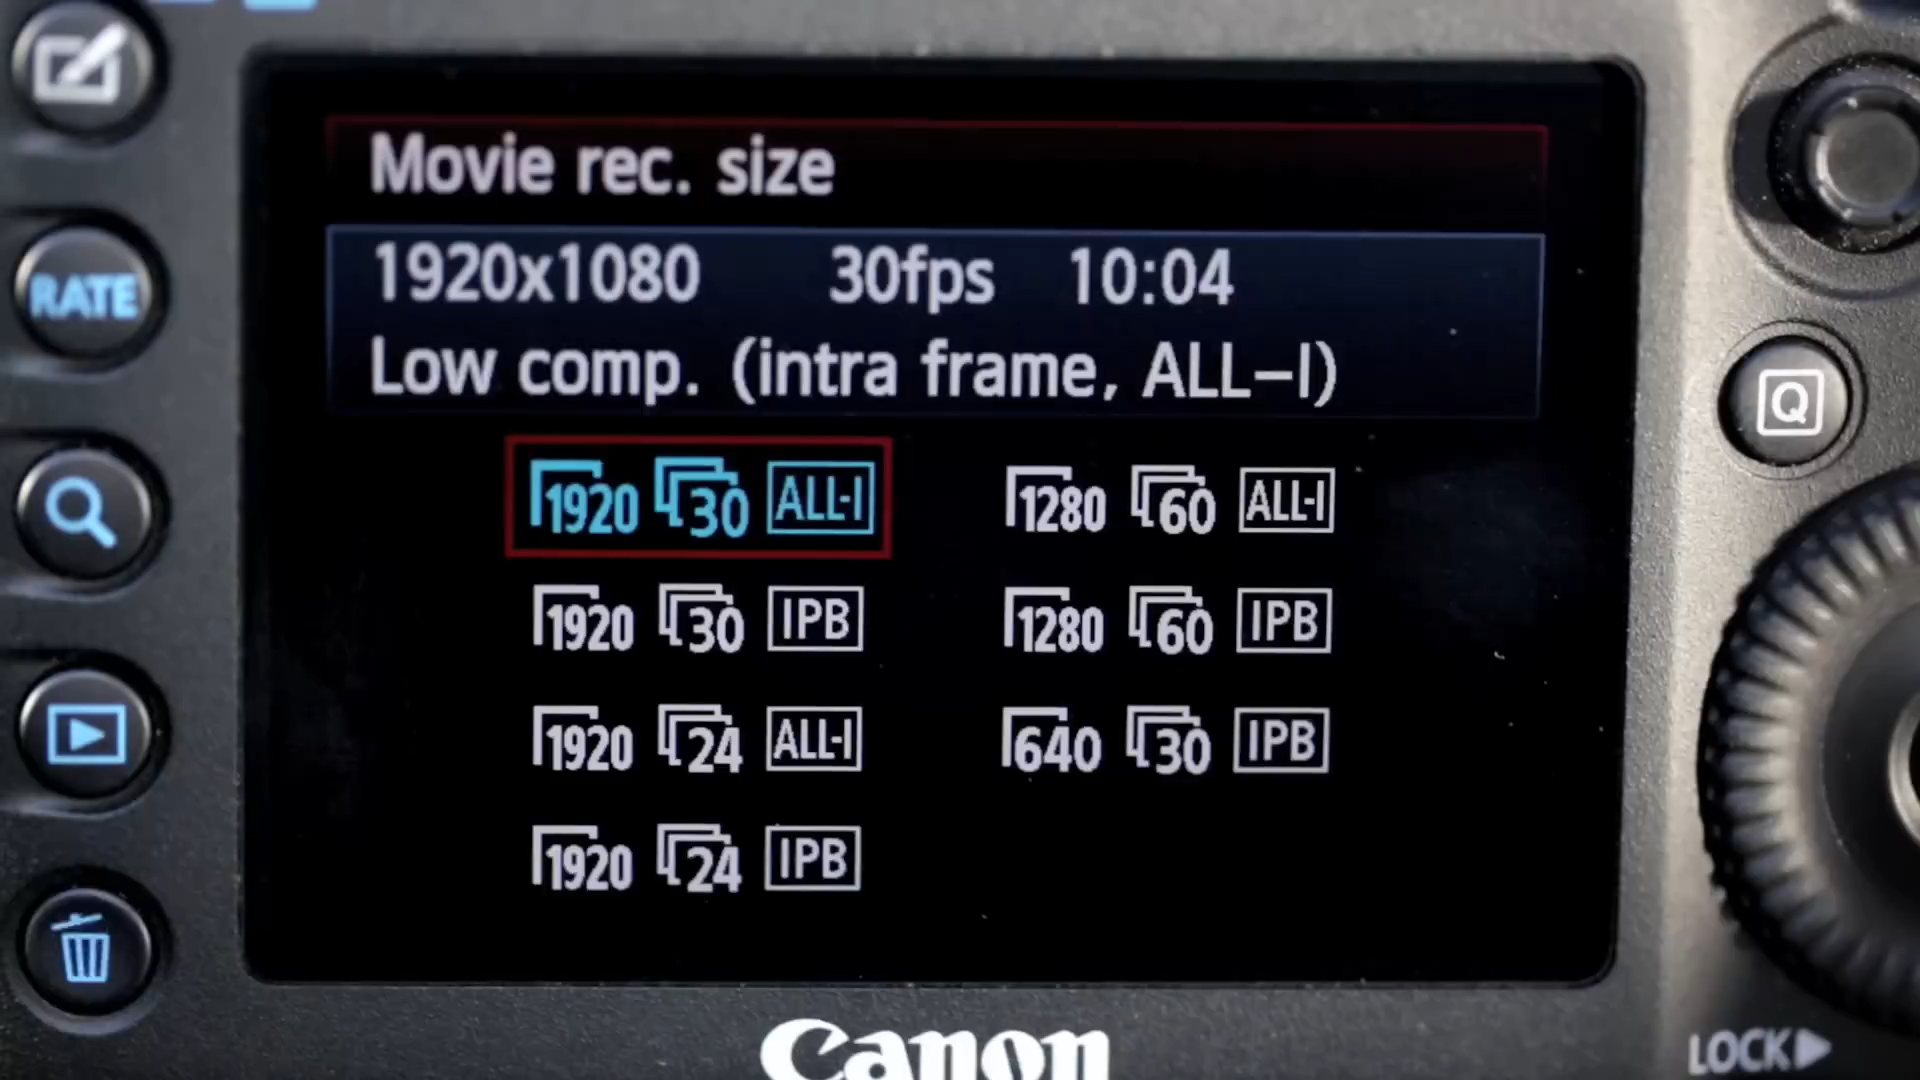 Movie rec. size
1920x1080 30fps 10:04
Low comp. (intra frame, ALL-I)
1920 30 ALL-I 1280 60 ALL-I
1920 30 IPB 1280 60 IPB
1920 24 ALL-I 640 30 IPB
1920 24 IPB
RATE
Q
Canon
LOCK▶